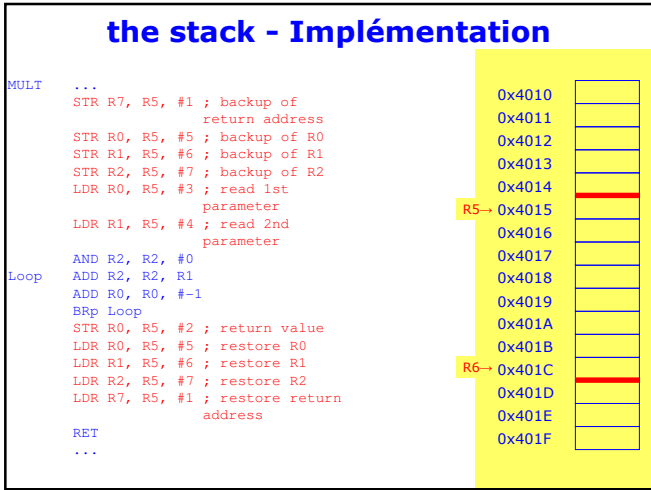 the stack - Implémentation
MULT ...
STR R7, R5, #1 ; backup of
return address
STR R0, R5, #5 ; backup of R0
STR R1, R5, #6 ; backup of R1
STR R2, R5, #7 ; backup of R2
LDR R0, R5, #3 ; read 1st
parameter
LDR R1, R5, #4 ; read 2nd
parameter
AND R2, R2, #0
Loop ADD R2, R2, R1
ADD R0, R0, #-1
BRp Loop
STR R0, R5, #2 ; return value
LDR R0, R5, #5 ; restore R0
LDR R1, R5, #6 ; restore R1
LDR R2, R5, #7 ; restore R2
LDR R7, R5, #1 ; restore return
address
RET
...
0x4010
0x4011
0x4012
0x4013
0x4014
R5→ 0x4015
0x4016
0x4017
0x4018
0x4019
0x401A
0x401B
R6→ 0x401C
0x401D
0x401E
0x401F